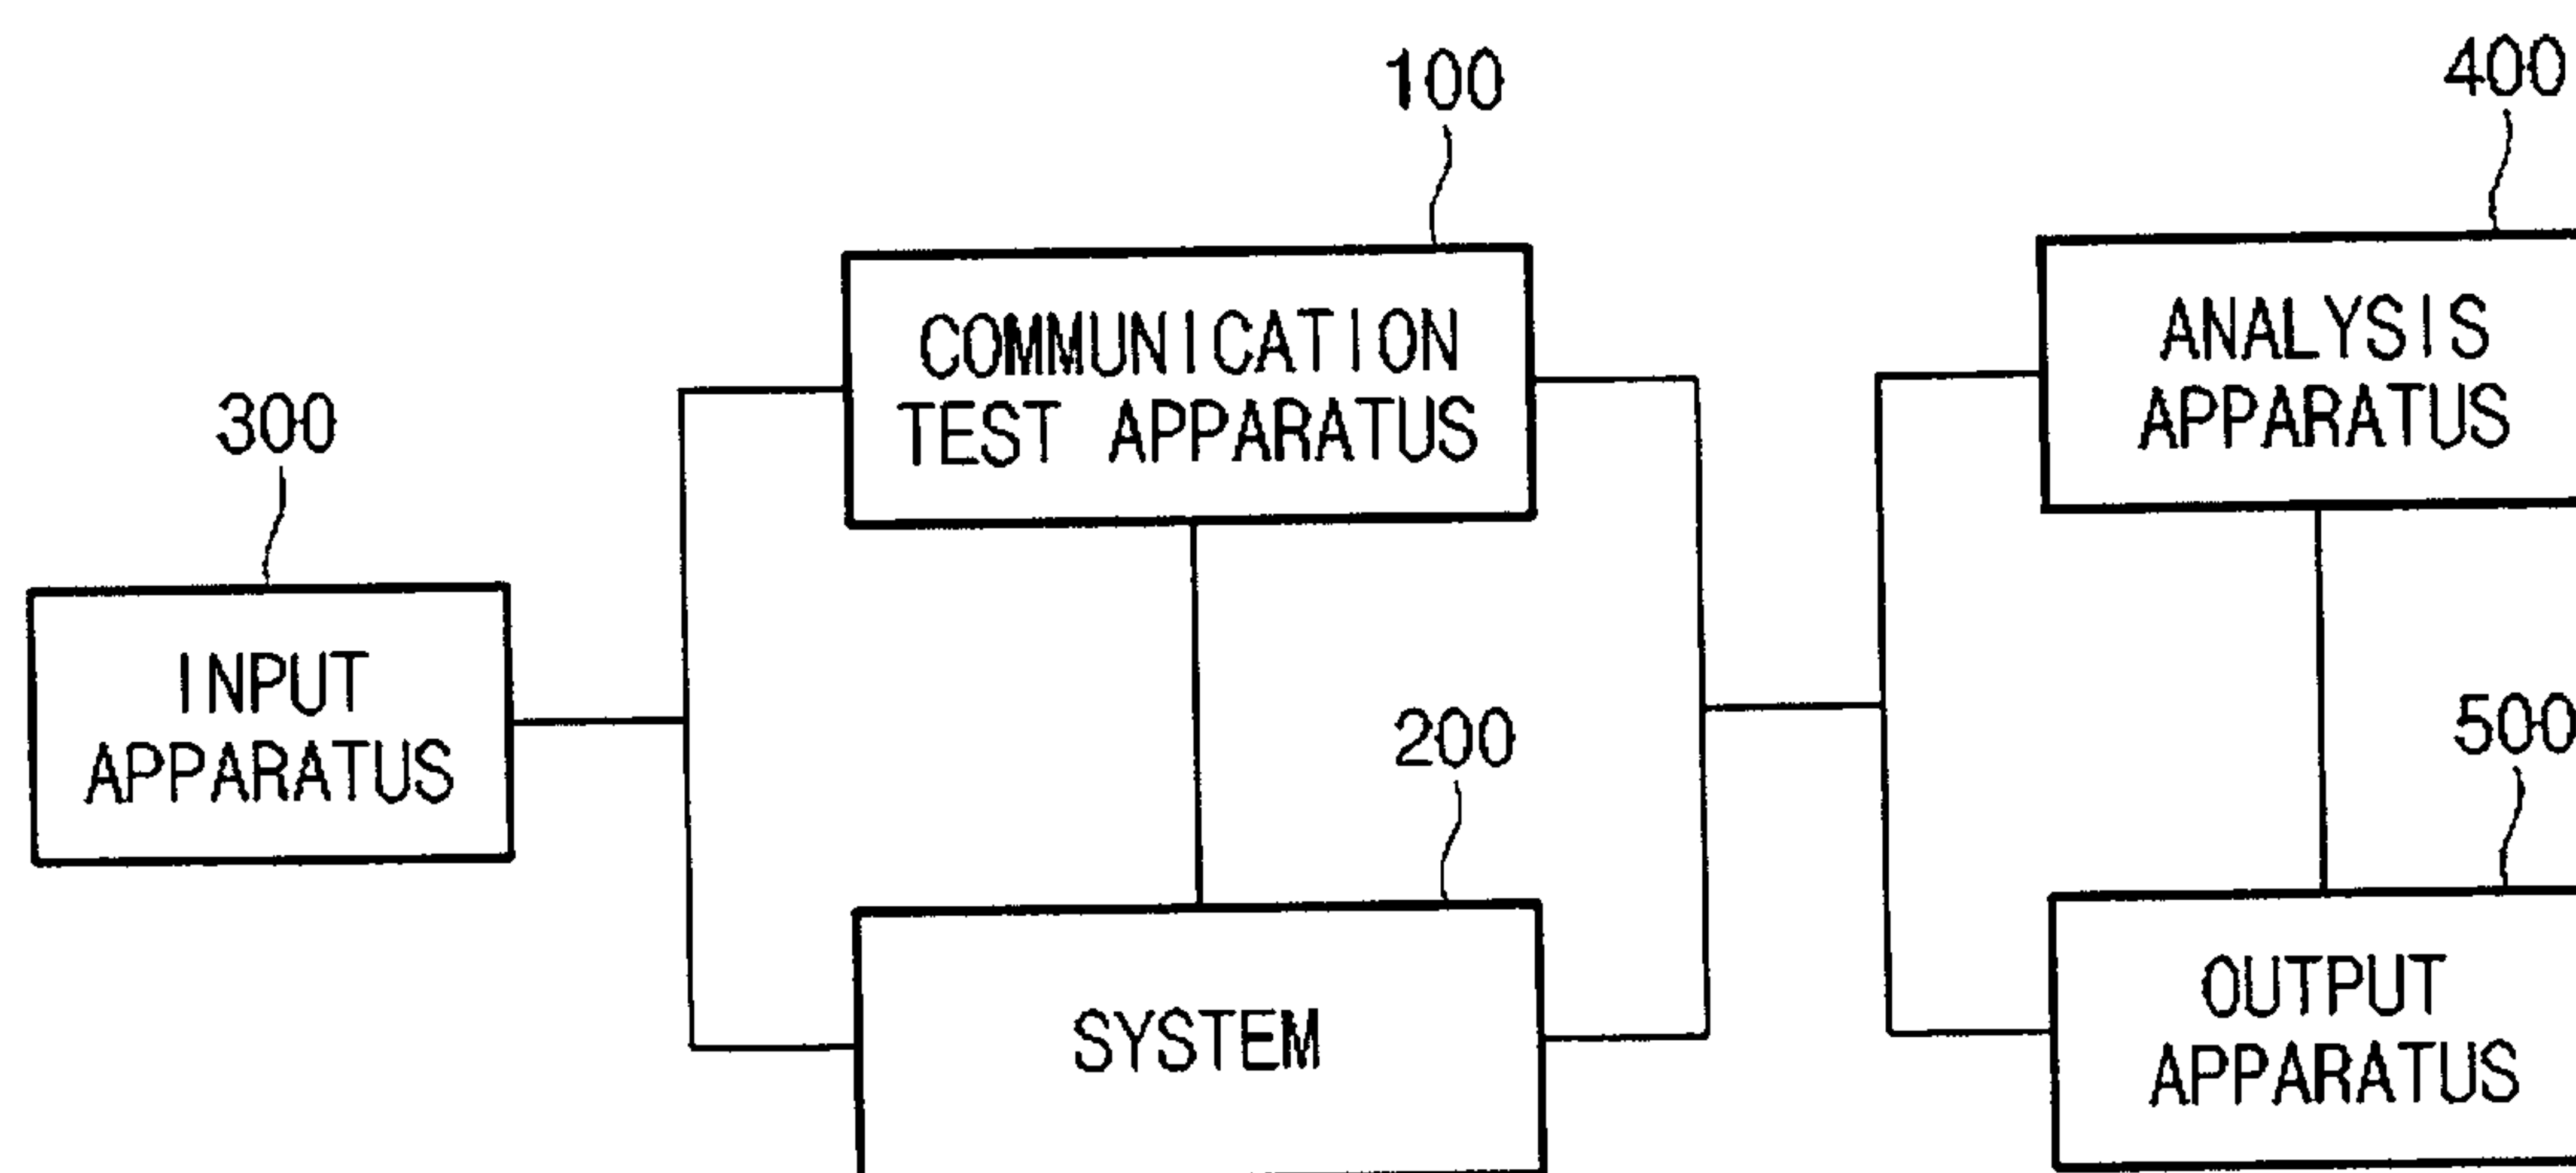 100
400
COMMUNICATION
TEST APPARATUS
ANALYSIS
APPARATUS
300
INPUT
APPARATUS
200
500
SYSTEM
OUTPUT
APPARATUS